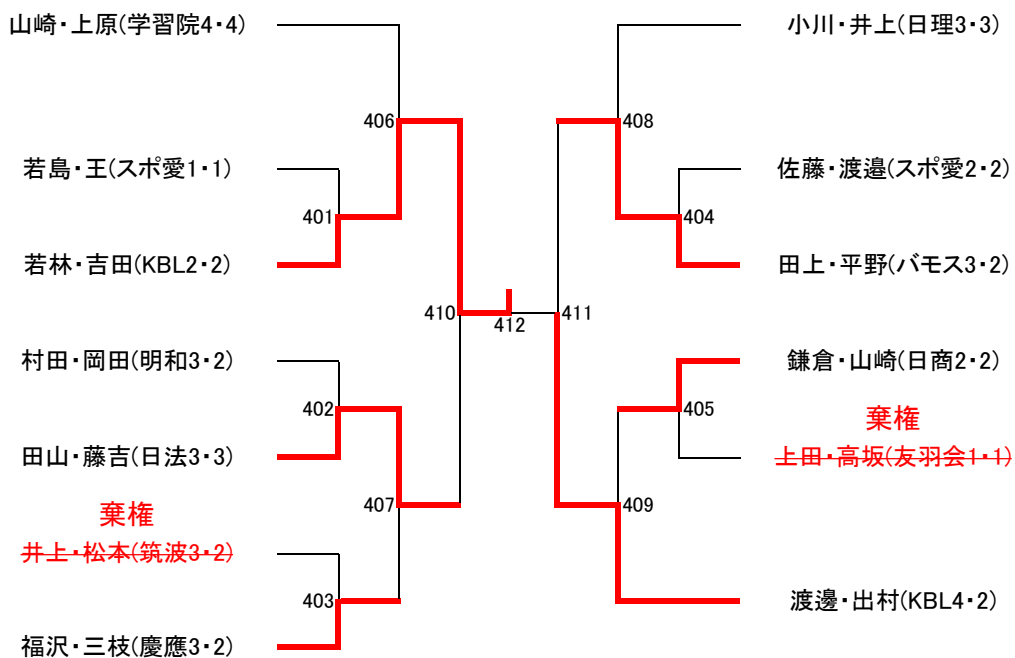 山崎・上原(学習院4・4)
406
若島・王(スポ愛1・1)
401
若林・吉田(KBL2・2)
410
412
村田・岡田(明和3・2)
402
田山・藤吉(日法3・3)
407
棄権
井上・松本(筑波3・2)
403
福沢・三枝(慶應3・2)
小川・井上(日理3・3)
408
佐藤・渡邉(スポ愛2・2)
404
田上・平野(バモス3・2)
411
鎌倉・山崎(日商2・2)
405
棄権
上田・高坂(友羽会1・1)
409
渡邊・出村(KBL4・2)